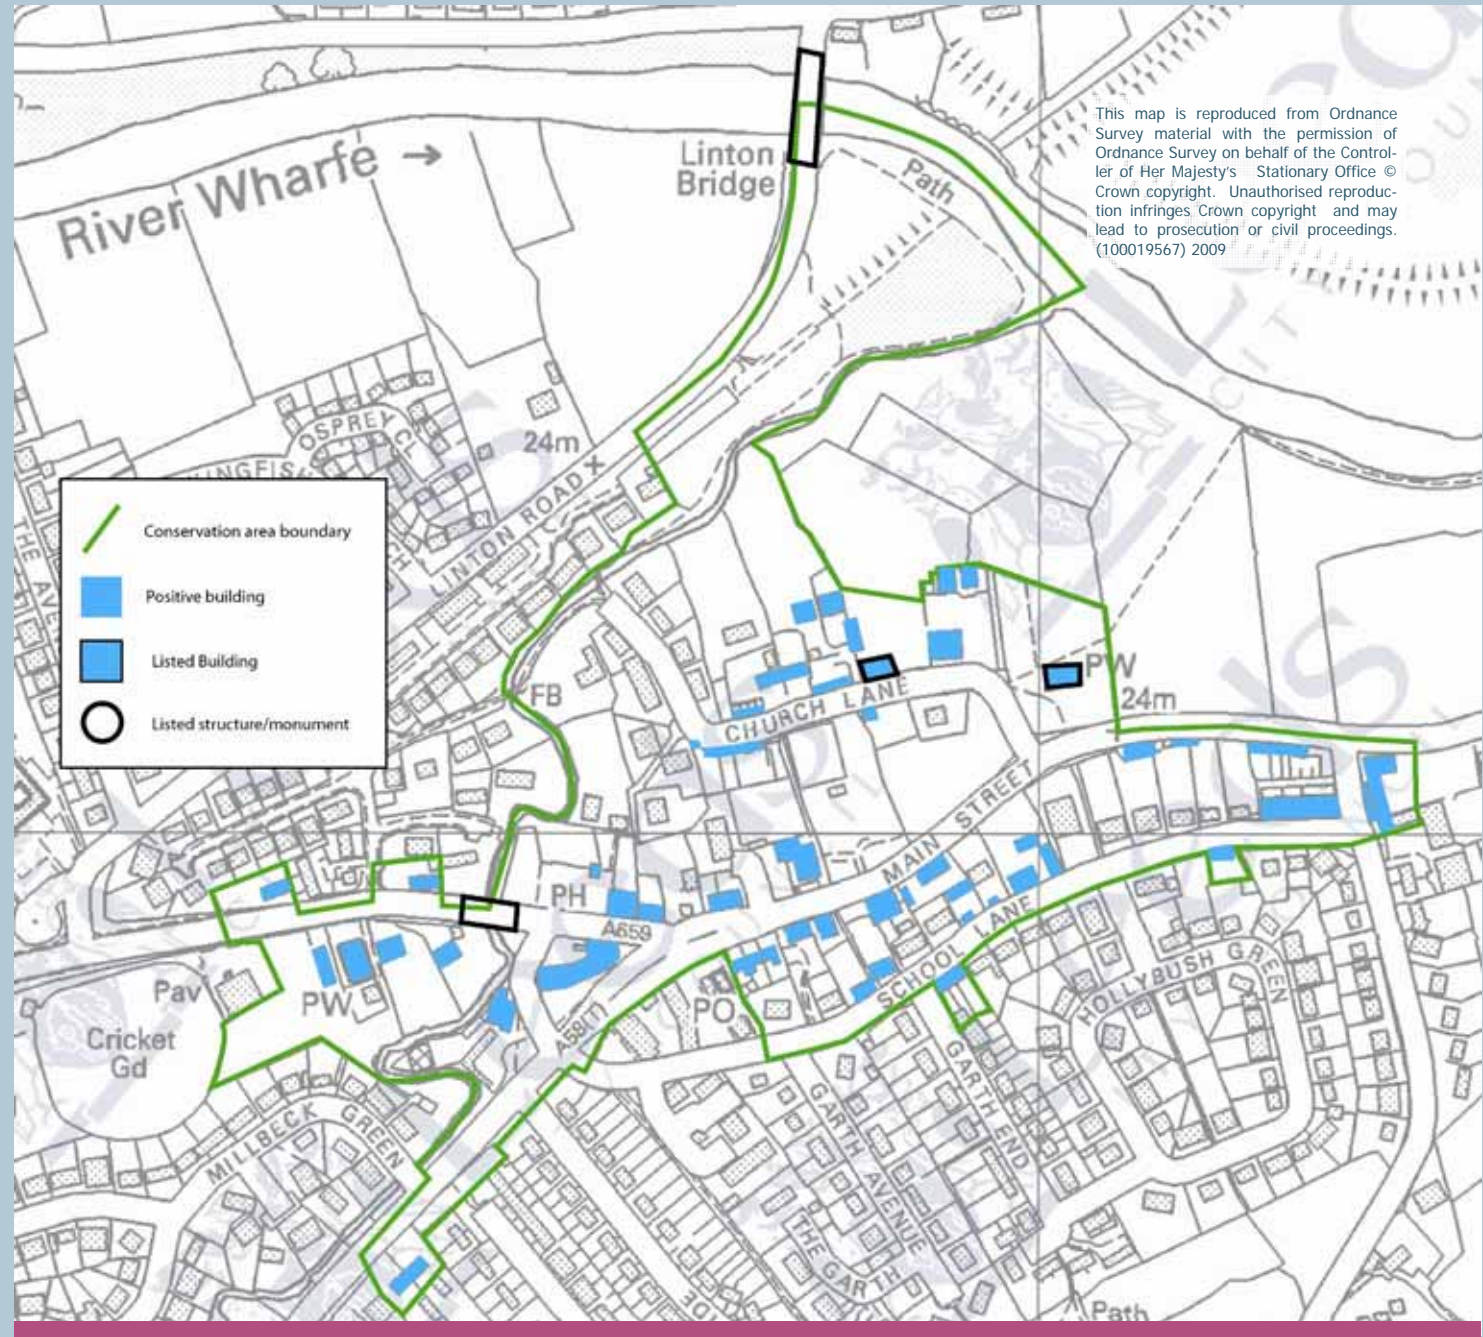 This map is reproduced from Ordnance
Survey material with the permission of
Ordnance Survey on behalf of the Control-
ler of Her Majesty's Stationary Office ©
Crown copyright. Unauthorised reproduc-
tion infringes Crown copyright and may
lead to prosecution or civil proceedings.
(100019567) 2009
Linton
Bridge
Path
River Wharfe
OSPREY CL
24m
LINTON ROAD
Conservation area boundary
Positive building
Listed Building
Listed structure/monument
FB
CHURCH LANE
PW
24m
MAIN STREET
PH
A659
SCHOOL LANE
HOLLYBUSH GREEN
Pav
PW
Cricket
Gd
A58(T)
PO
MILLBECK GREEN
GARTH AVENUE
GARTH END
THE GARTH
Path